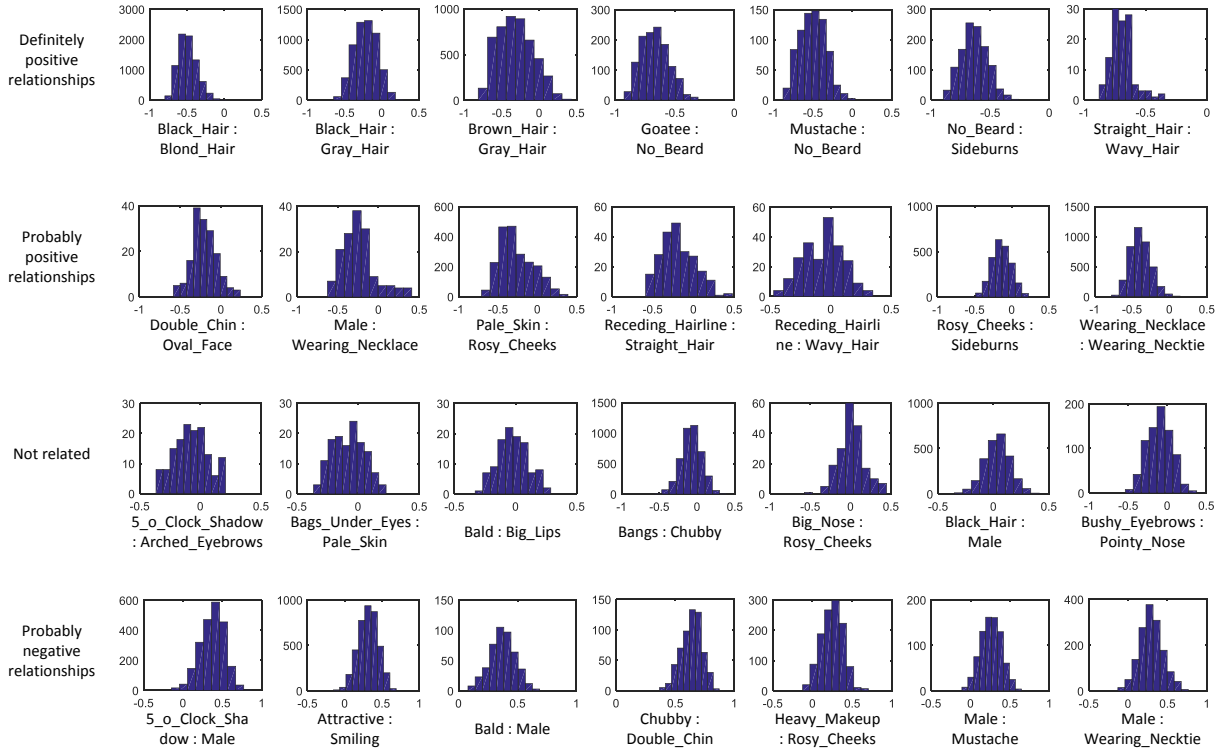 Definitely
positive
relationships
3000
2000
1000
0
-1 -0.5 0 0.5
Black_Hair :
Blond_Hair
1500
1000
500
0
-1 -0.5 0 0.5
Black_Hair :
Gray_Hair
1000
500
0
-1 -0.5 0 0.5
Brown_Hair :
Gray_Hair
300
200
100
0
-1 -0.5 0
Goatee :
No_Beard
150
100
50
0
-1 -0.5 0 0.5
Mustache :
No_Beard
300
200
100
0
-1 -0.5 0
No_Beard :
Sideburns
30
20
10
0
-1 -0.5 0
Straight_Hair :
Wavy_Hair
Probably
positive
relationships
40
20
0
-1 -0.5 0 0.5
Double_Chin :
Oval_Face
40
20
0
-1 -0.5 0 0.5
Male :
Wearing_Necklace
600
400
200
0
-1 -0.5 0 0.5
Pale_Skin :
Rosy_Cheeks
60
40
20
0
-1 -0.5 0 0.5
Receding_Hairline :
Straight_Hair
60
40
20
0
-0.5 0 0.5
Receding_Hairli
ne : Wavy_Hair
1000
500
0
-1 -0.5 0 0.5
Rosy_Cheeks :
Sideburns
1500
1000
500
0
-1 -0.5 0 0.5
Wearing_Necklace
: Wearing_Necktie
Not related
30
20
10
0
-0.5 0 0.5
5_o_Clock_Shadow
: Arched_Eyebrows
30
20
10
0
-0.5 0 0.5
Bags_Under_Eyes :
Pale_Skin
30
20
10
0
-0.5 0 0.5
Bald : Big_Lips
1500
1000
500
0
-1 -0.5 0 0.5
Bangs : Chubby
60
40
20
0
-1 -0.5 0 0.5
Big_Nose :
Rosy_Cheeks
1000
500
0
-0.5 0 0.5
Black_Hair :
Male
200
100
0
-1 -0.5 0 0.5
Bushy_Eyebrows :
Pointy_Nose
Probably
negative
relationships
600
400
200
0
-0.5 0 0.5 1
5_o_Clock_Sha
dow : Male
1000
500
0
-0.5 0 0.5 1
Attractive :
Smiling
150
100
50
0
0 0.5 1
Bald : Male
150
100
50
0
0 0.5 1
Chubby :
Double_Chin
300
200
100
0
-0.5 0 0.5 1
Heavy_Makeup
: Rosy_Cheeks
200
100
0
-0.5 0 0.5 1
Male :
Mustache
400
200
0
-0.5 0 0.5 1
Male :
Wearing_Necktie